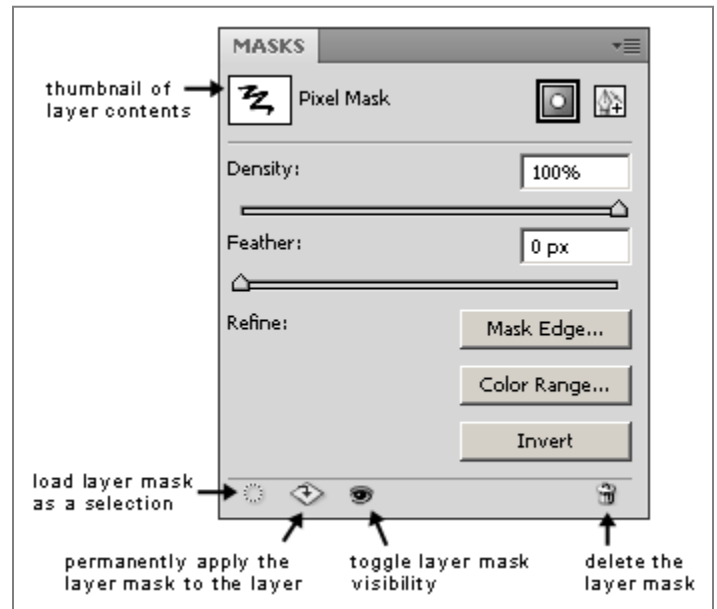 MASKS
thumbnail of
layer contents
Pixel Mask
Density:
100%
Feather:
0 px
Refine:
Mask Edge...
Color Range...
Invert
load layer mask
as a selection
permanently apply the
layer mask to the layer
toggle layer mask
visibility
delete the
layer mask